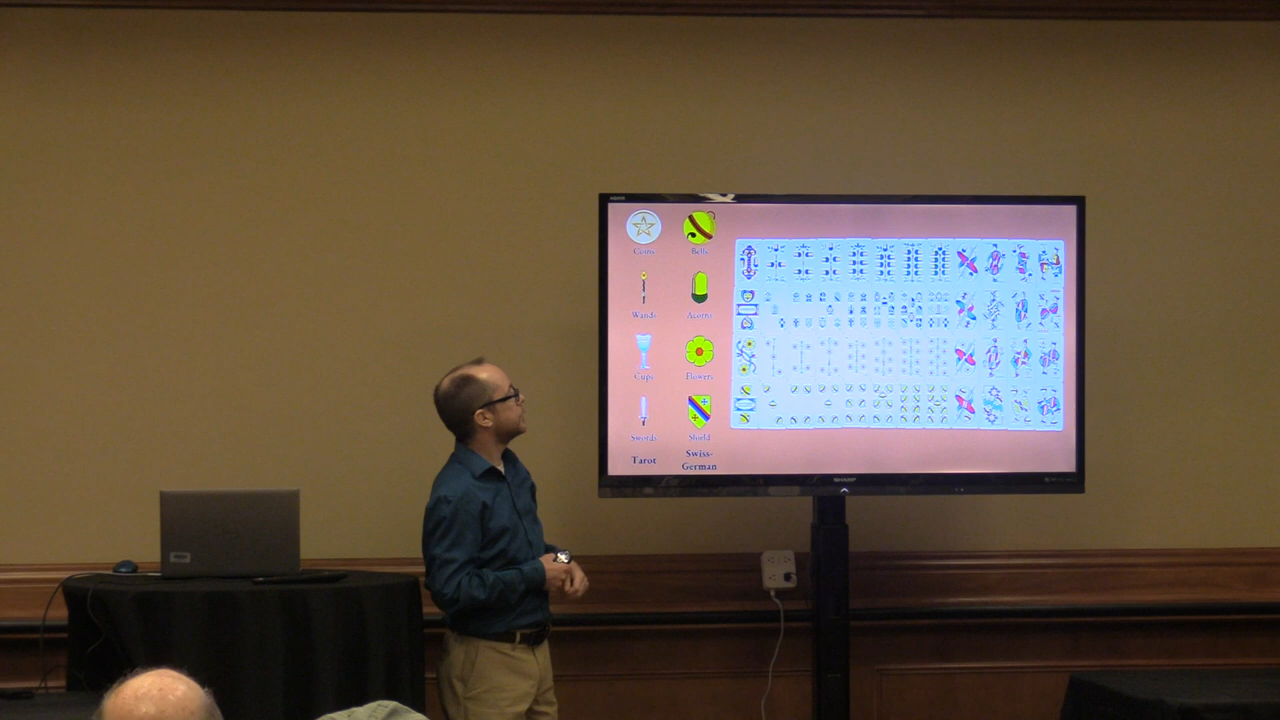 Coins Bells
Wands Acorns
Cups Flowers
Swords Shield
Tarot Swiss-
German
SHARP